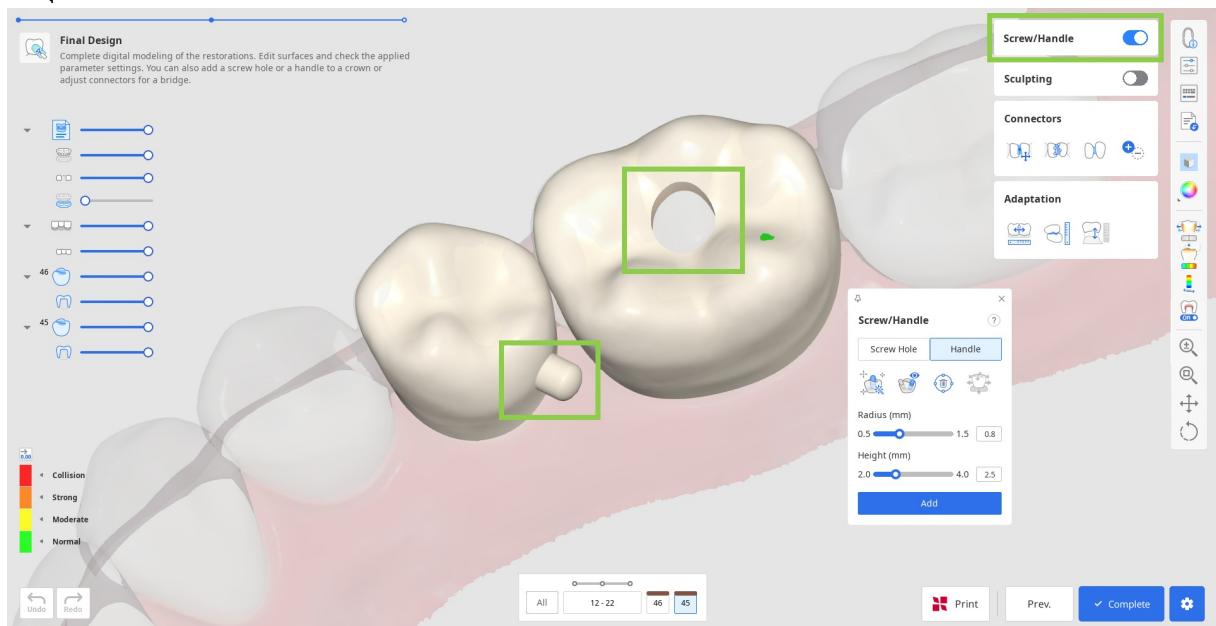 Final Design
Complete digital modeling of the restorations. Edit surfaces and check the applied
parameter settings. You can also add a screw hole or a handle to a crown or
adjust connectors for a bridge.
46
45
0.00
Collision
Strong
Moderate
Normal
Undo
Redo
Screw/Handle
Sculpting
Connectors
Adaptation
ON
Screw/Handle
?
Screw Hole
Handle
Radius (mm)
0.5
1.5
0.8
Height (mm)
2.0
4.0
2.5
Add
All
12 - 22
46
45
Print
Prev.
Complete